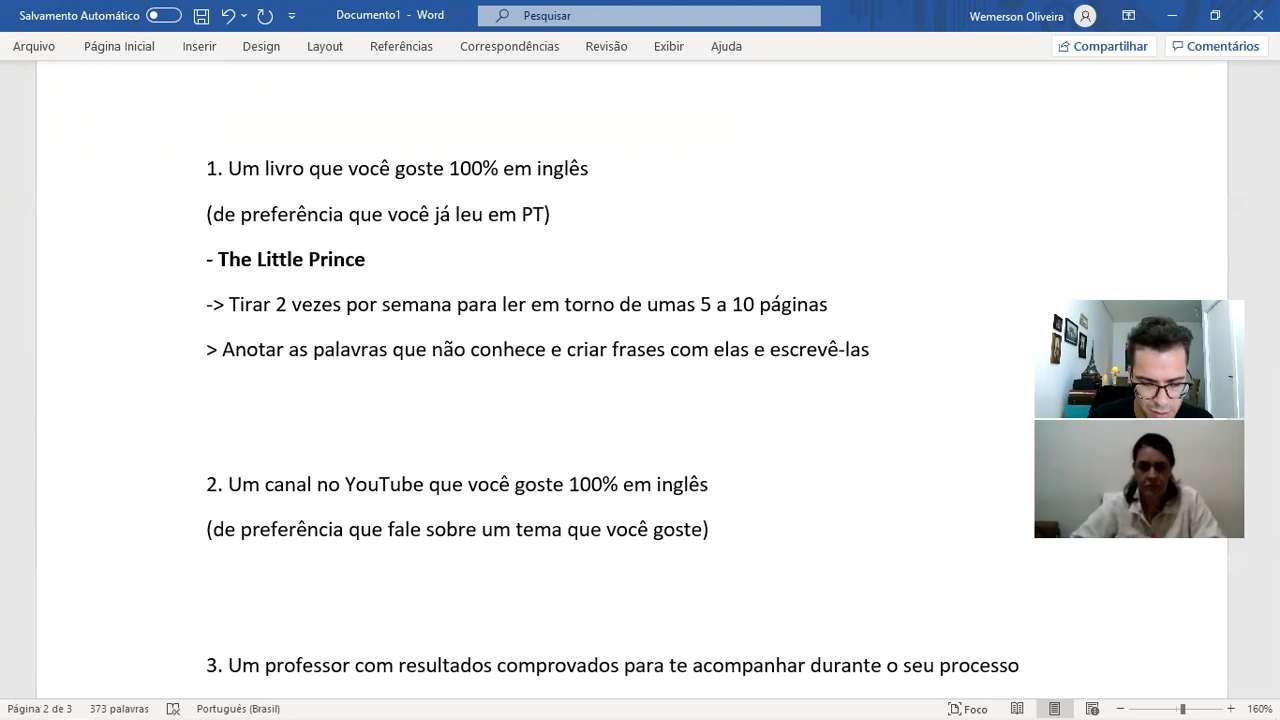 Salvamento Automático
Documento1 - Word
Pesquisar
Wemerson Oliveira
Arquivo Página Inicial Inserir Design Layout Referências Correspondências Revisão Exibir Ajuda
Compartilhar Comentários
1. Um livro que você goste 100% em inglês
(de preferência que você já leu em PT)
- The Little Prince
-> Tirar 2 vezes por semana para ler em torno de umas 5 a 10 páginas
> Anotar as palavras que não conhece e criar frases com elas e escrevê-las
2. Um canal no YouTube que você goste 100% em inglês
(de preferência que fale sobre um tema que você goste)
3. Um professor com resultados comprovados para te acompanhar durante o seu processo
Página 2 de 3 373 palavras Português (Brasil) Foco 160%